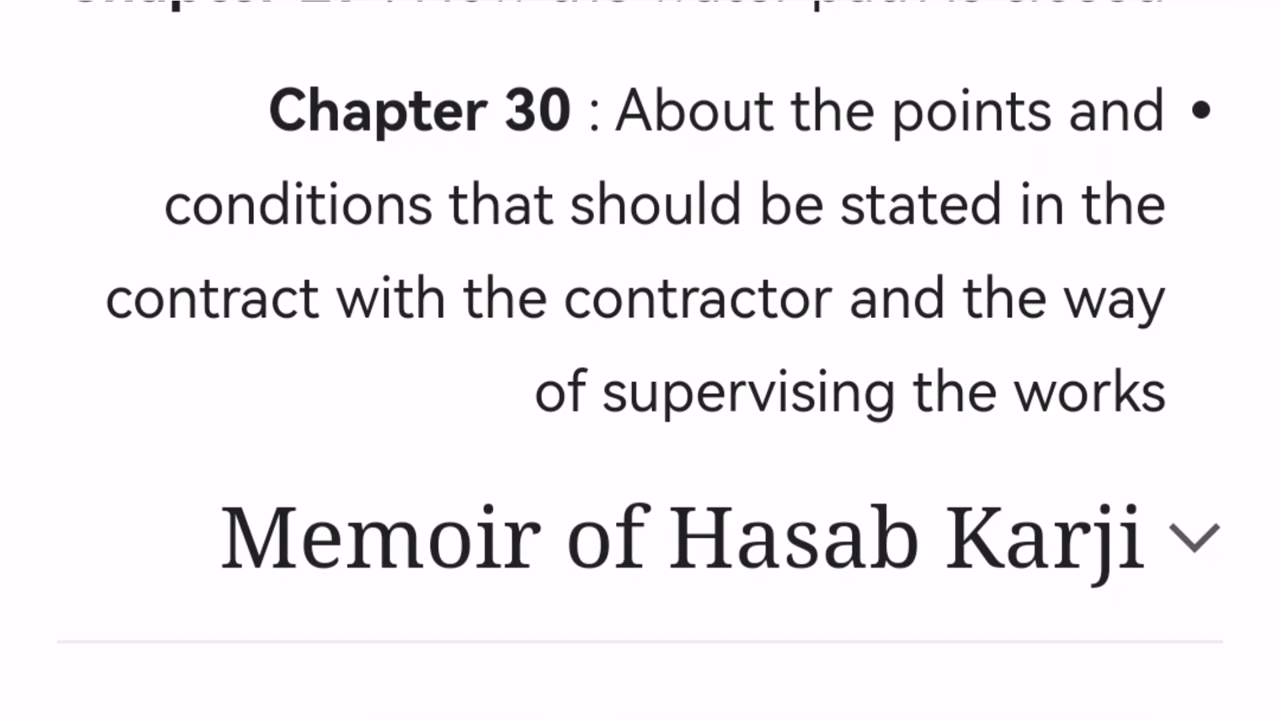 Chapter 30 : About the points and •
conditions that should be stated in the
contract with the contractor and the way
of supervising the works
Memoir of Hasab Karji